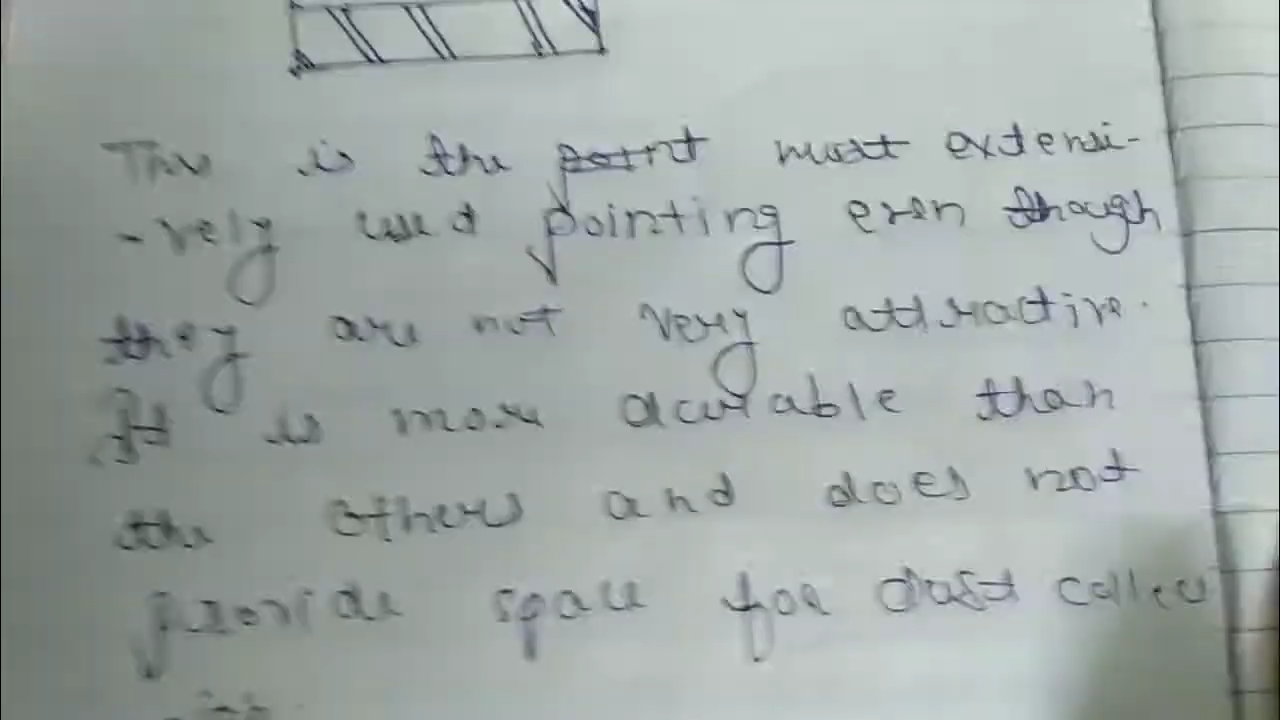 This is the point most extensi-
-vely used pointing even though
they are not very attractive.
It is more durable than
the others and does not
provide space for dust collec